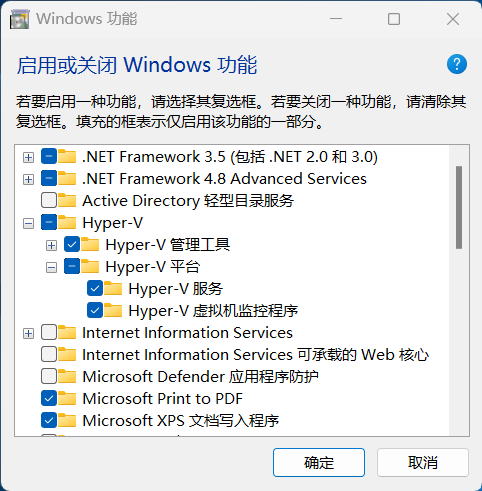 Windows 功能
启用或关闭 Windows 功能
?
若要启用一种功能，请选择其复选框。若要关闭一种功能，请清除其
复选框。填充的框表示仅启用该功能的一部分。
.NET Framework 3.5 (包括 .NET 2.0 和 3.0)
.NET Framework 4.8 Advanced Services
Active Directory 轻型目录服务
Hyper-V
Hyper-V 管理工具
Hyper-V 平台
Hyper-V 服务
Hyper-V 虚拟机监控程序
Internet Information Services
Internet Information Services 可承载的 Web 核心
Microsoft Defender 应用程序防护
Microsoft Print to PDF
Microsoft XPS 文档写入程序
确定 取消